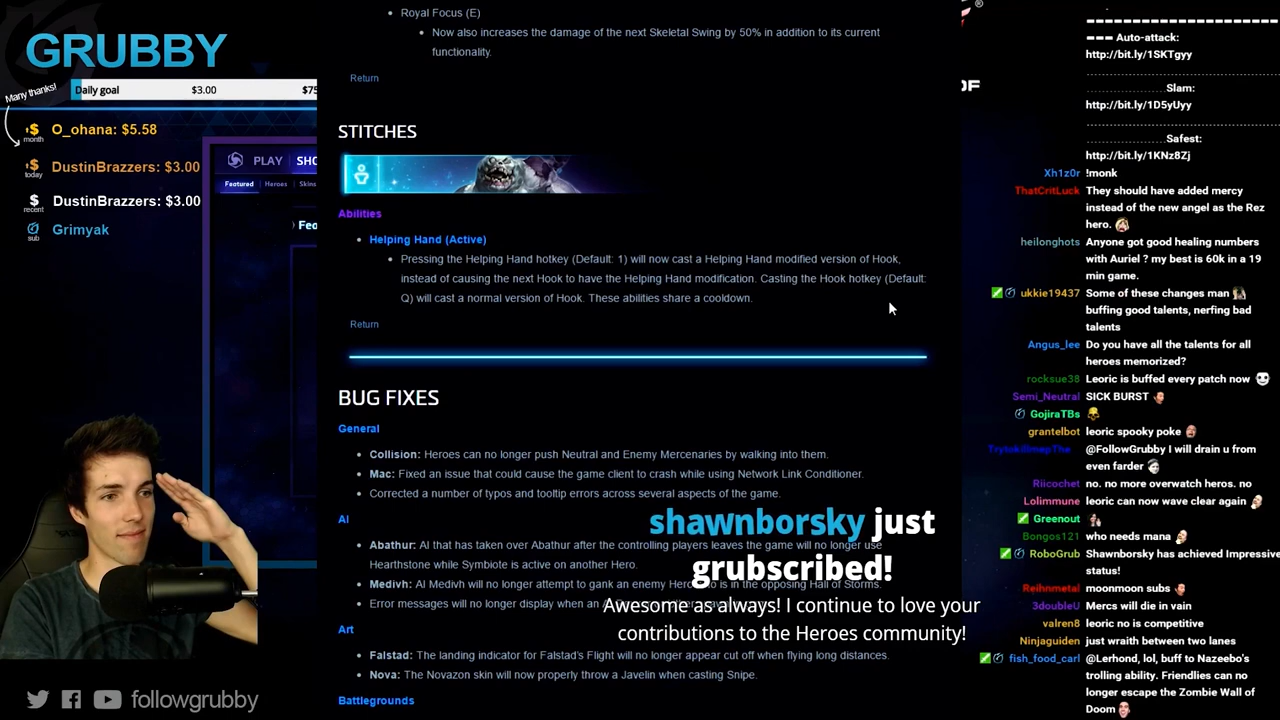 GRUBBY
Many thanks!
Daily goal $3.00 $75
$ month O_ohana: $5.58
$ today DustinBrazzers: $3.00
$ recent DustinBrazzers: $3.00
sub Grimyak
PLAY SHO
Featured Heroes Skins
Feo
Royal Focus (E)
Now also increases the damage of the next Skeletal Swing by 50% in addition to its current
functionality.
Return
STITCHES
Abilities
Helping Hand (Active)
Pressing the Helping Hand hotkey (Default: 1) will now cast a Helping Hand modified version of Hook,
instead of causing the next Hook to have the Helping Hand modification. Casting the Hook hotkey (Default:
Q) will cast a normal version of Hook. These abilities share a cooldown.
Return
BUG FIXES
General
Collision: Heroes can no longer push Neutral and Enemy Mercenaries by walking into them.
Mac: Fixed an issue that could cause the game client to crash while using Network Link Conditioner.
Corrected a number of typos and tooltip errors across several aspects of the game.
AI
Abathur: AI that has taken over Abathur after the controlling players leaves the game will no longer use
Hearthstone while Symbiote is active on another Hero.
Medivh: AI Medivh will no longer attempt to gank an enemy Hero is in the opposing Hall of Storms.
Error messages will no longer display when an
Art
Falstad: The landing indicator for Falstad's Flight will no longer appear cut off when flying long distances.
Nova: The Novazon skin will now properly throw a Javelin when casting Snipe.
Battlegrounds
shawnborsky just
grubscribed!
Awesome as always! I continue to love your
contributions to the Heroes community!
followgrubby
OF
Auto-attack:
http://bit.ly/1SKTgyy
Slam:
http://bit.ly/1D5yUyy
Safest:
http://bit.ly/1KNz8Zj
Xh1z0r !monk
ThatCritLuck They should have added mercy
instead of the new angel as the Rez
hero.
heilonghots Anyone got good healing numbers
with Auriel ? my best is 60k in a 19
min game.
ukkie19437 Some of these changes man
buffing good talents, nerfing bad
talents
Angus_lee Do you have all the talents for all
heroes memorized?
rocksue38 Leoric is buffed every patch now
Semi_Neutral SICK BURST
GojiraTBs
grantelbot leoric spooky poke
@FollowGrubby I will drain u from
even farder
Riicochet no. no more overwatch heros. no
Lolimmune leoric can now wave clear again
Greenout
Bongos121 who needs mana
RoboGrub Shawnborsky has achieved Impressive
status!
Reihnmetal moonmoon subs
3doubleU Mercs will die in vain
valren8 leoric no is competitive
Ninjaguiden just wraith between two lanes
fish_food_carl @Lerhond, lol, buff to Nazeebo's
trolling ability. Friendlies can no
longer escape the Zombie Wall of
Doom